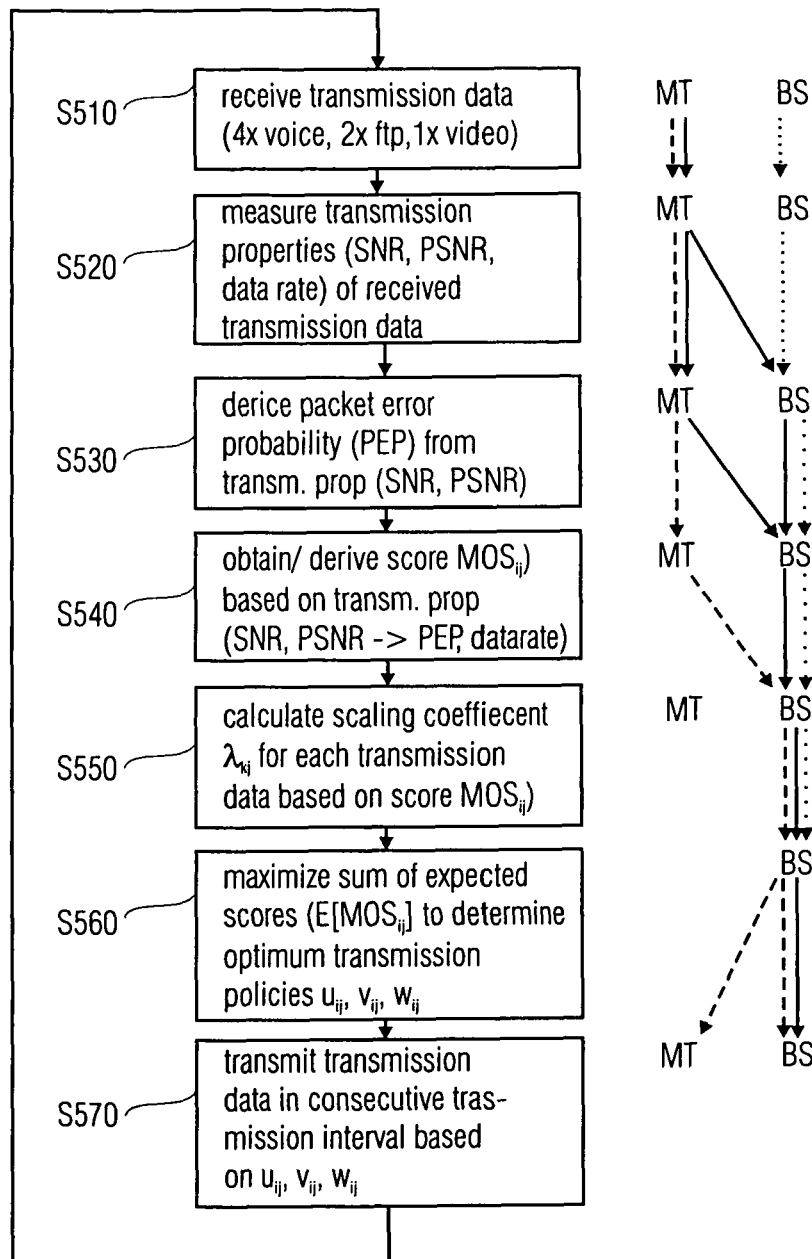 S510
receive transmission data
(4x voice, 2x ftp,1x video)
MT BS
S520
measure transmission
properties (SNR, PSNR,
data rate) of received
transmission data
MT BS
S530
derice packet error
probability (PEP) from
transm. prop (SNR, PSNR)
MT BS
S540
obtain/ derive score MOSij)
based on transm. prop
(SNR, PSNR -> PEP, datarate)
MT BS
S550
calculate scaling coeffiecent
λκj for each transmission
data based on score MOSij)
MT BS
S560
maximize sum of expected
scores (E[MOSij] to determine
optimum transmission
policies uij, vij, wij
BS
S570
transmit transmission
data in consecutive tras-
mission interval based
on uij, vij, wij
MT BS